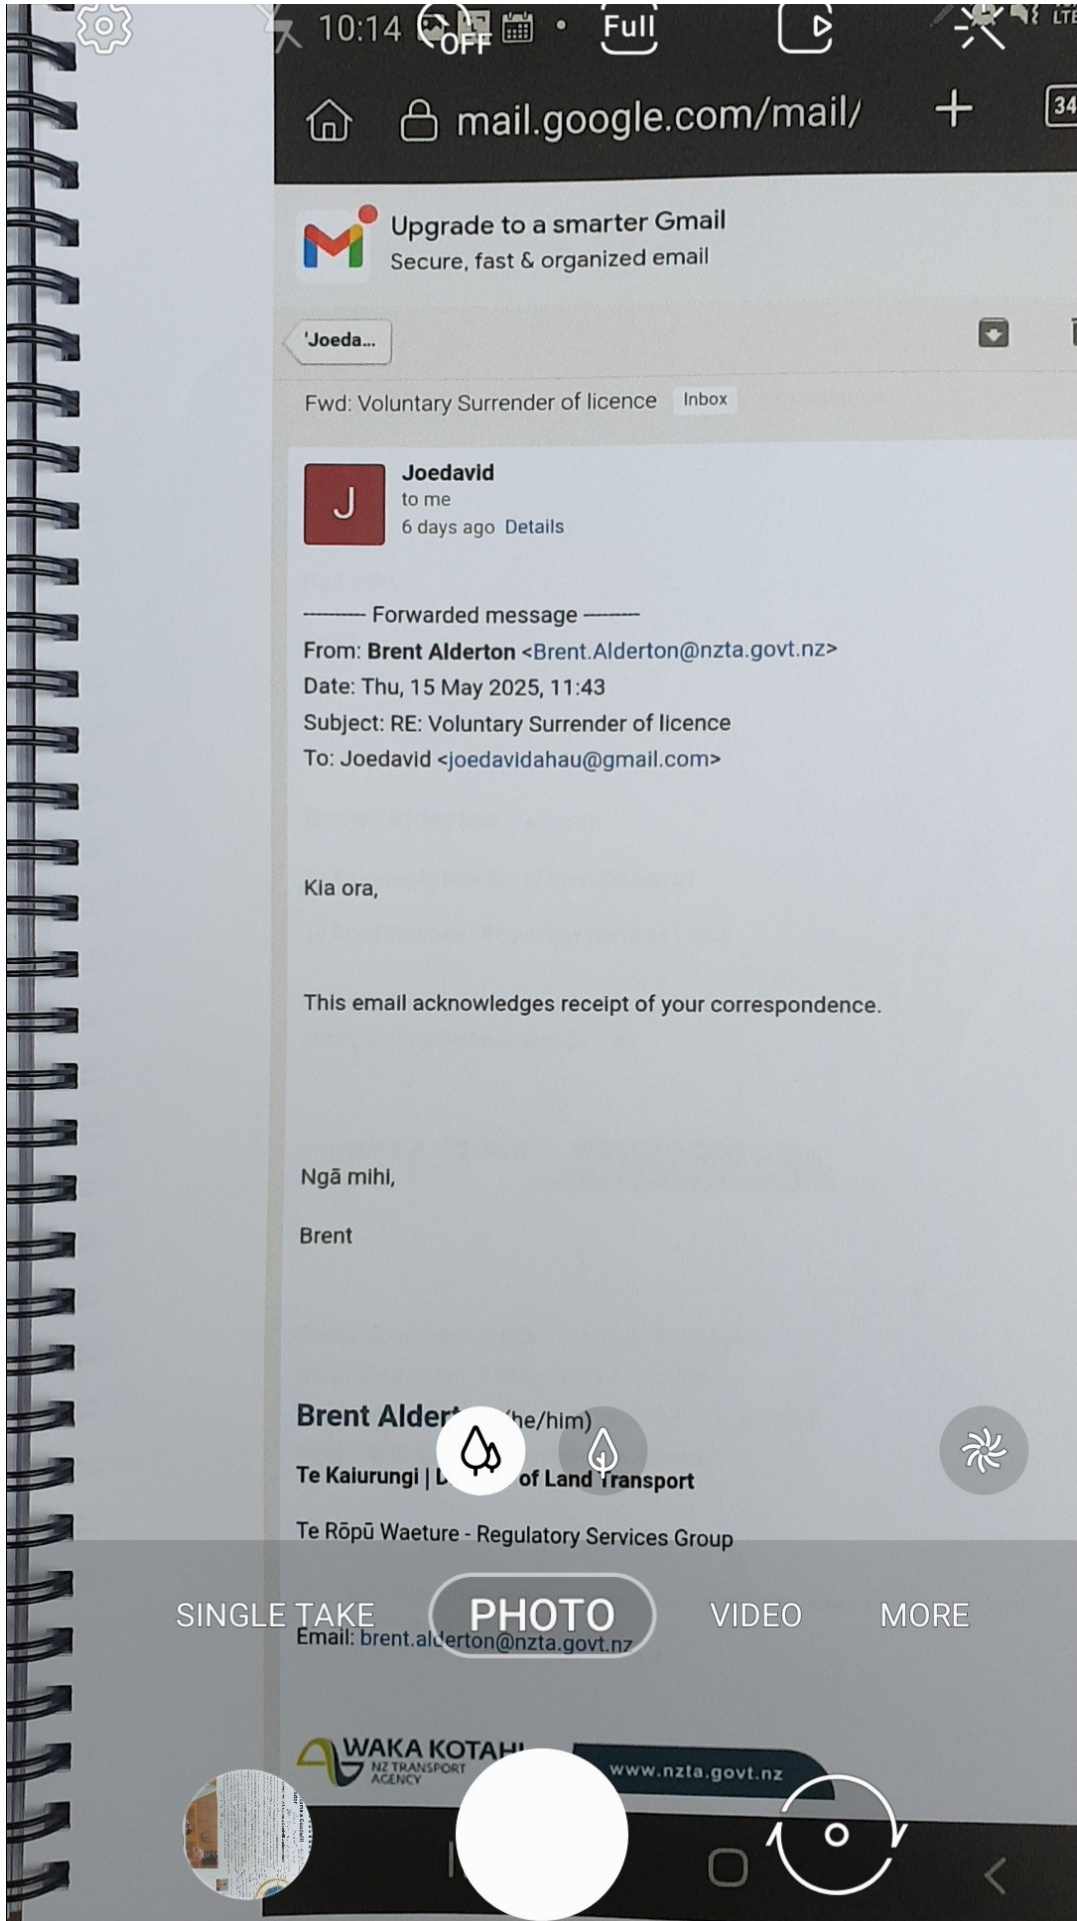 10:14
OFF
Full
LTE
mail.google.com/mail/
34
Upgrade to a smarter Gmail
Secure, fast & organized email
'Joeda...
Fwd: Voluntary Surrender of licence Inbox
J
Joedavid
to me
6 days ago Details
Forwarded message
From: Brent Alderton <Brent.Alderton@nzta.govt.nz>
Date: Thu, 15 May 2025, 11:43
Subject: RE: Voluntary Surrender of licence
To: Joedavid <joedavidahau@gmail.com>
Kia ora,
This email acknowledges receipt of your correspondence.
Ngā mihi,
Brent
Brent (he/him)
Te Kaiurungi | of Land Transport
Te Rōpū Waeture - Regulatory Services Group
SINGLE TAKE PHOTO VIDEO MORE
Email: brent.alderton@nzta.govt.nz
WAKA KOTAHI
NZ TRANSPORT
AGENCY
www.nzta.govt.nz